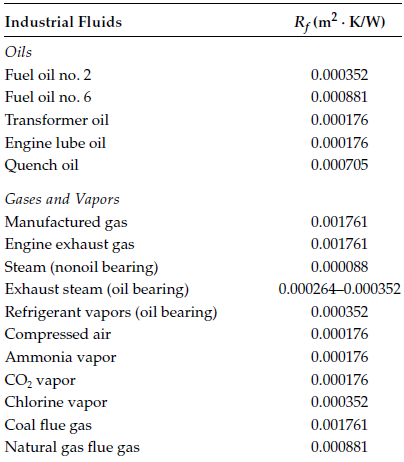 Industrial Fluids R_f (m² · K/W)
Oils
Fuel oil no. 2 0.000352
Fuel oil no. 6 0.000881
Transformer oil 0.000176
Engine lube oil 0.000176
Quench oil 0.000705
Gases and Vapors
Manufactured gas 0.001761
Engine exhaust gas 0.001761
Steam (nonoil bearing) 0.000088
Exhaust steam (oil bearing) 0.000264–0.000352
Refrigerant vapors (oil bearing) 0.000352
Compressed air 0.000176
Ammonia vapor 0.000176
CO₂ vapor 0.000176
Chlorine vapor 0.000352
Coal flue gas 0.001761
Natural gas flue gas 0.000881